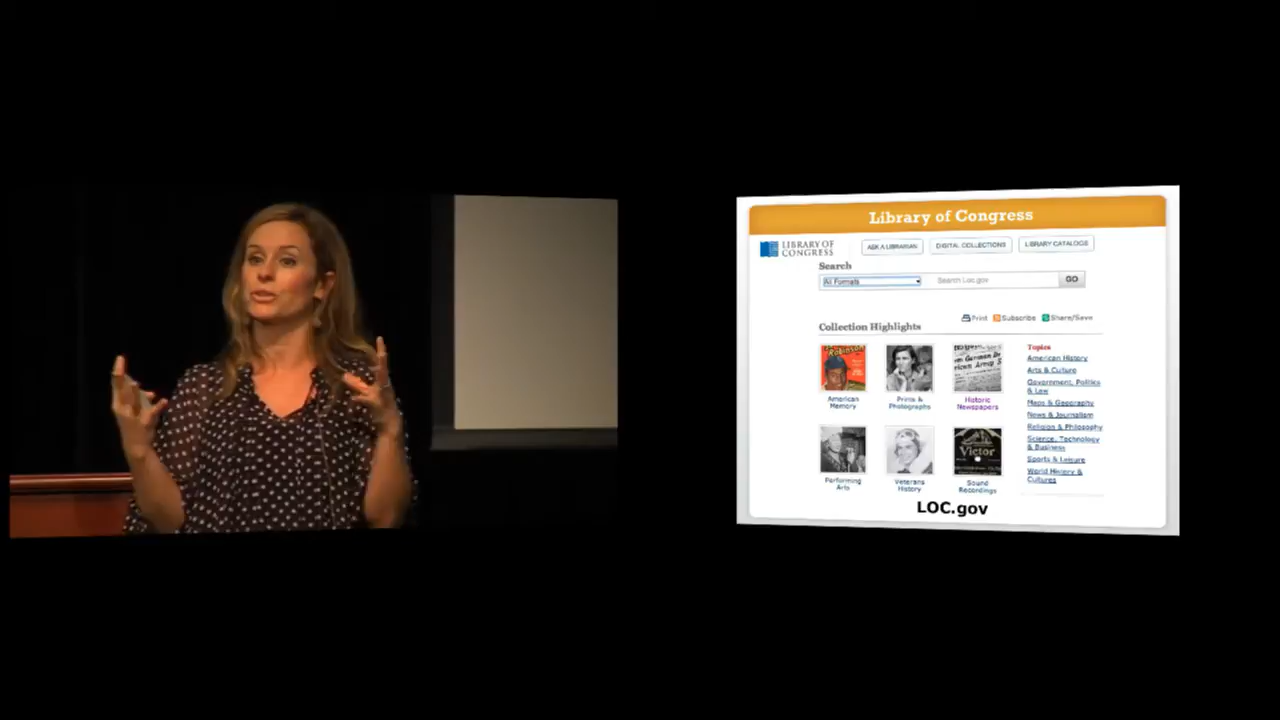 Library of Congress
LIBRARY OF
CONGRESS
ASK A LIBRARIAN
DIGITAL COLLECTIONS
LIBRARY CATALOGS
Search
All Formats
Search Loc.gov
GO
Print
Subscribe
Share/Save
Collection Highlights
Robinson
American
Memory
Prints &
Photographs
Historic
Newspapers
Victor
Performing
Arts
Veterans
History
Sound
Recordings
Topics
American History
Arts & Culture
Government, Politics
& Law
Maps & Geography
News & Journalism
Religion & Philosophy
Science, Technology
& Business
Sports & Leisure
World History &
Cultures
LOC.gov